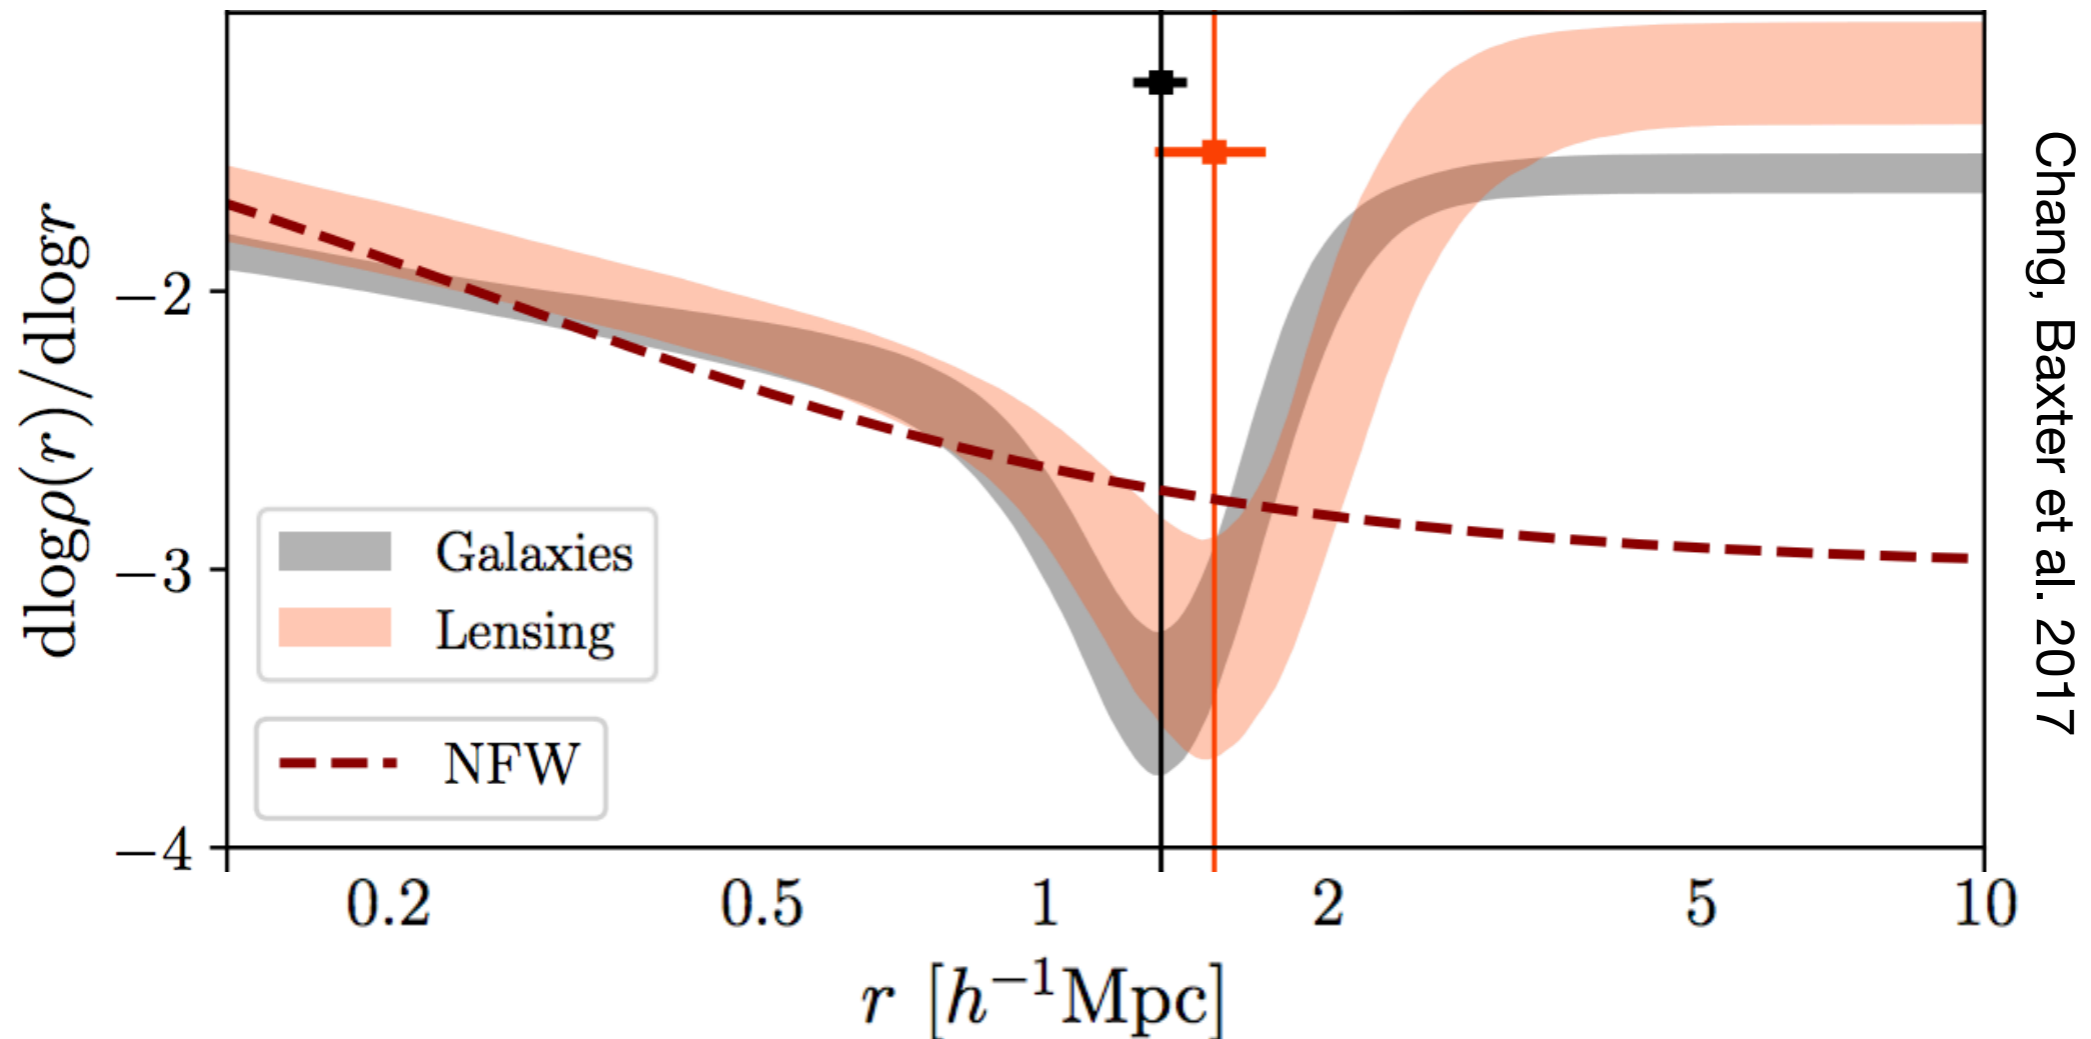 dlogρ(r)/dlogr
−2
−3
−4
Galaxies
Lensing
NFW
0.2 0.5 1 2 5 10
r [h⁻¹Mpc]
Chang, Baxter et al. 2017